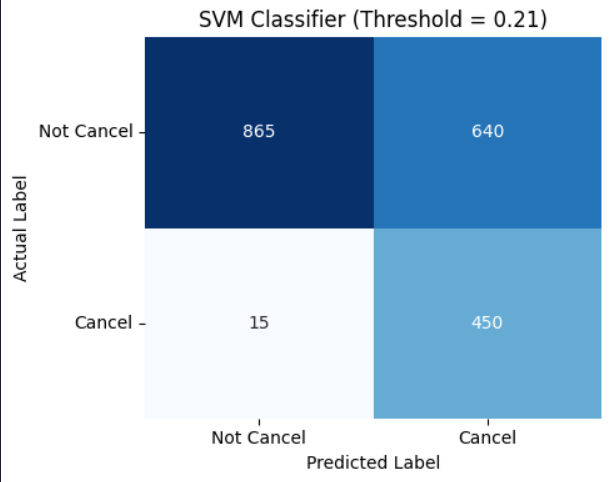 SVM Classifier (Threshold = 0.21)
Not Cancel
865
640
Actual Label
Cancel
15
450
Not Cancel
Cancel
Predicted Label